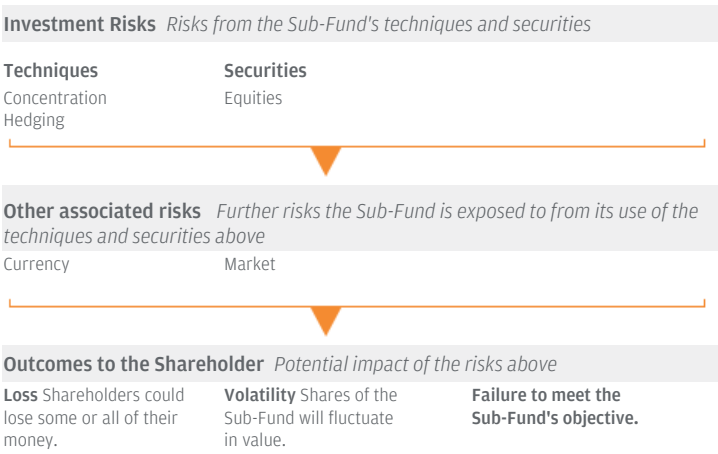 Investment Risks Risks from the Sub-Fund's techniques and securities
Techniques Securities
Concentration Equities
Hedging
Other associated risks Further risks the Sub-Fund is exposed to from its use of the
techniques and securities above
Currency Market
Outcomes to the Shareholder Potential impact of the risks above
Loss Shareholders could
lose some or all of their
money.
Volatility Shares of the
Sub-Fund will fluctuate
in value.
Failure to meet the
Sub-Fund's objective.